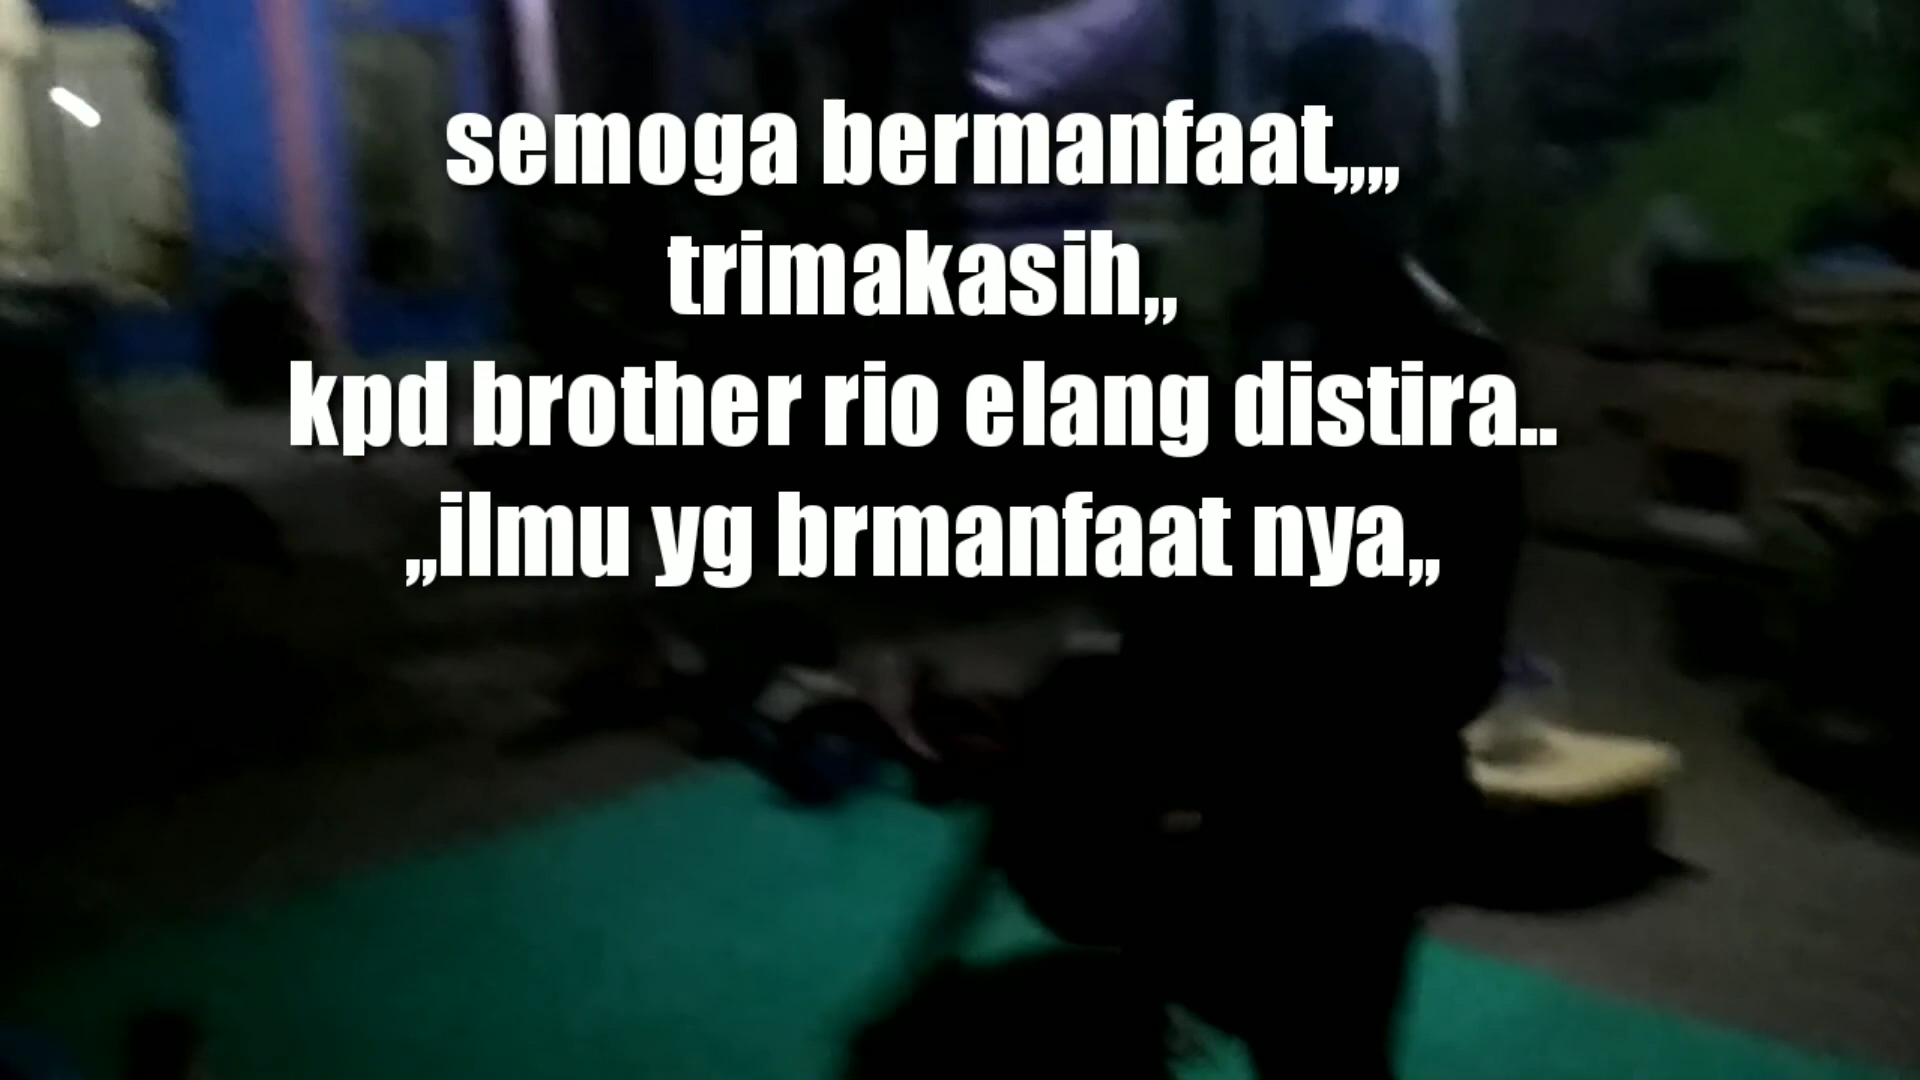 semoga bermanfaat,,,,
trimakasih,,
kpd brother rio elang distira..
,,ilmu yg brmanfaat nya,,